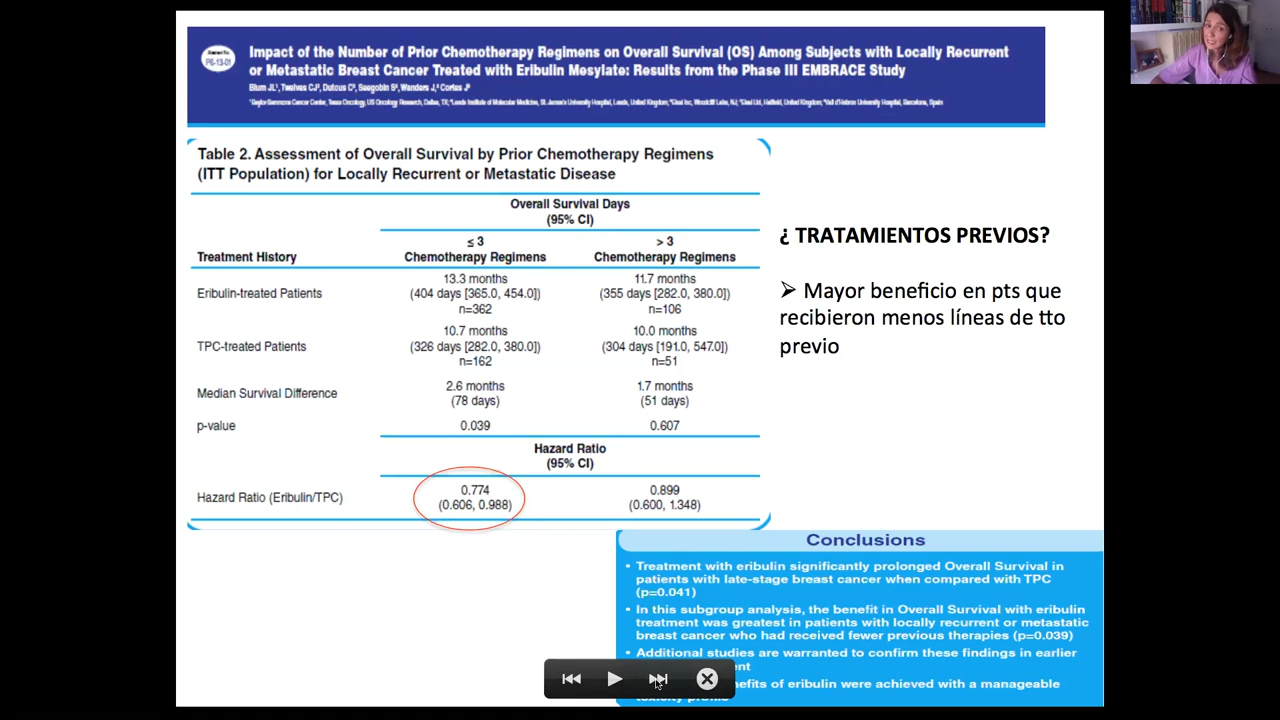 P6-13-01
Impact of the Number of Prior Chemotherapy Regimens on Overall Survival (OS) Among Subjects with Locally Recurrent
or Metastatic Breast Cancer Treated with Eribulin Mesylate: Results from the Phase III EMBRACE Study
Blum JL¹, Twelves CJ², Dutcus C³, Seegobin S⁴, Wanders J,⁴ Cortes J⁵
Table 2. Assessment of Overall Survival by Prior Chemotherapy Regimens
(ITT Population) for Locally Recurrent or Metastatic Disease
Overall Survival Days
(95% CI)
Treatment History
≤ 3
Chemotherapy Regimens
> 3
Chemotherapy Regimens
Eribulin-treated Patients
13.3 months
(404 days [365.0, 454.0])
n=362
11.7 months
(355 days [282.0, 380.0])
n=106
TPC-treated Patients
10.7 months
(326 days [282.0, 380.0])
n=162
10.0 months
(304 days [191.0, 547.0])
n=51
Median Survival Difference
2.6 months
(78 days)
1.7 months
(51 days)
p-value
0.039
0.607
Hazard Ratio
(95% CI)
Hazard Ratio (Eribulin/TPC)
0.774
(0.606, 0.988)
0.899
(0.600, 1.348)
¿ TRATAMIENTOS PREVIOS?
➢ Mayor beneficio en pts que
recibieron menos líneas de tto
previo
Conclusions
• Treatment with eribulin significantly prolonged Overall Survival in
patients with late-stage breast cancer when compared with TPC
(p=0.041)
• In this subgroup analysis, the benefit in Overall Survival with eribulin
treatment was greatest in patients with locally recurrent or metastatic
breast cancer who had received fewer previous therapies (p=0.039)
• Additional studies are warranted to confirm these findings in earlier
of eribulin were achieved with a manageable